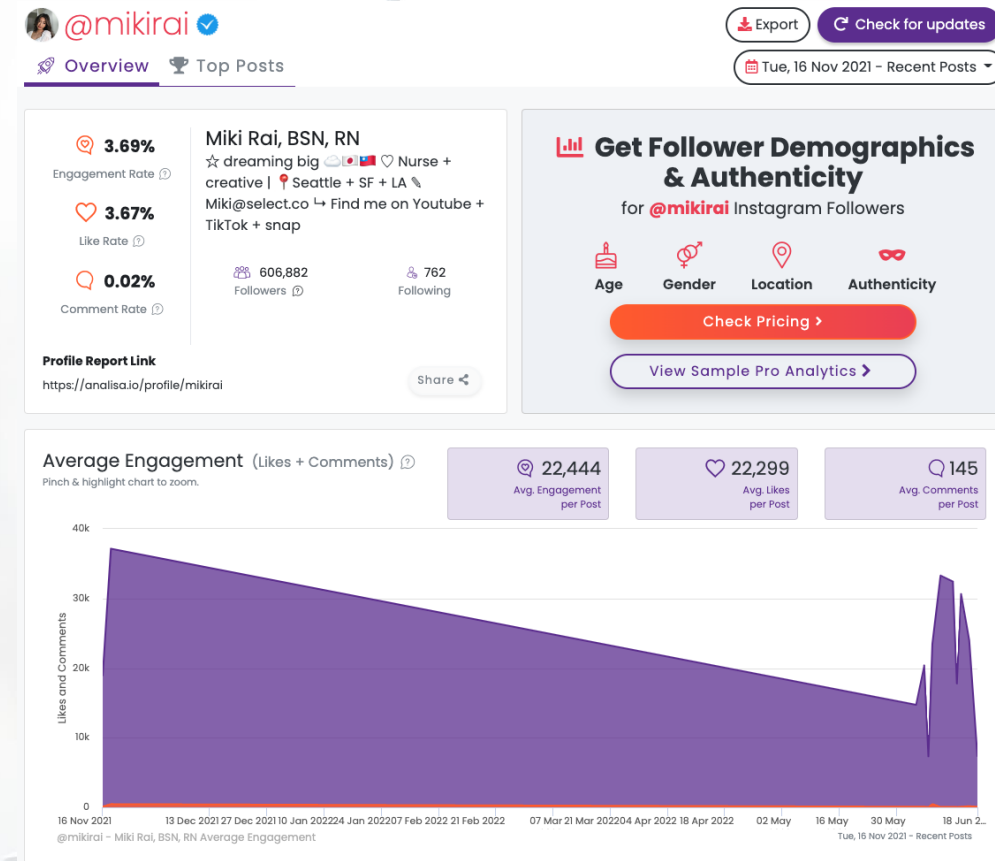 @mikirai
Export
Check for updates
Overview
Top Posts
Tue, 16 Nov 2021 - Recent Posts
3.69%
Engagement Rate ?
3.67%
Like Rate ?
0.02%
Comment Rate ?
Miki Rai, BSN, RN
☆ dreaming big ☁️🇯🇵🇹🇼 ♡ Nurse +
creative | 📍Seattle + SF + LA ✎
Miki@select.co ↳ Find me on Youtube +
TikTok + snap
606,882
Followers ?
762
Following
Profile Report Link
https://analisa.io/profile/mikirai
Share
Get Follower Demographics
& Authenticity
for @mikirai Instagram Followers
Age
Gender
Location
Authenticity
Check Pricing >
View Sample Pro Analytics >
Average Engagement (Likes + Comments) ?
Pinch & highlight chart to zoom.
22,444
Avg. Engagement
per Post
22,299
Avg. Likes
per Post
145
Avg. Comments
per Post
Likes and Comments
40k
30k
20k
10k
0
16 Nov 2021 13 Dec 2021 27 Dec 2021 10 Jan 2022 24 Jan 2022 07 Feb 2022 21 Feb 2022 07 Mar 2022 21 Mar 2022 04 Apr 2022 18 Apr 2022 02 May 16 May 30 May 18 Jun 2...
@mikirai - Miki Rai, BSN, RN Average Engagement
Tue, 16 Nov 2021 - Recent Posts